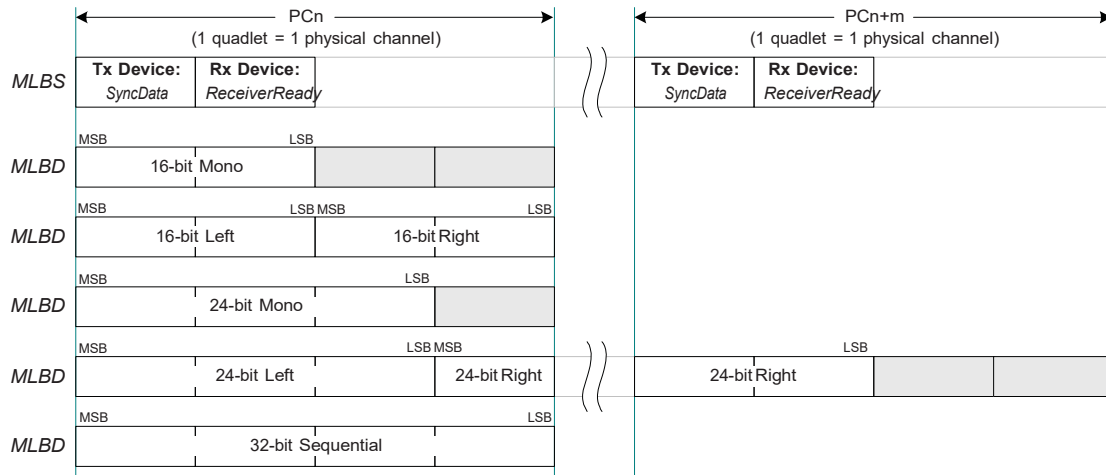 PCn
PCn+m
(1 quadlet = 1 physical channel)
(1 quadlet = 1 physical channel)
MLBS
Tx Device:
SyncData
Rx Device:
ReceiverReady
Tx Device:
SyncData
Rx Device:
ReceiverReady
MSB LSB
MLBD 16-bit Mono
MSB LSB MSB LSB
MLBD 16-bit Left 16-bit Right
MSB LSB
MLBD 24-bit Mono
MSB LSB MSB LSB
MLBD 24-bit Left 24-bit Right 24-bit Right
MSB LSB
MLBD 32-bit Sequential